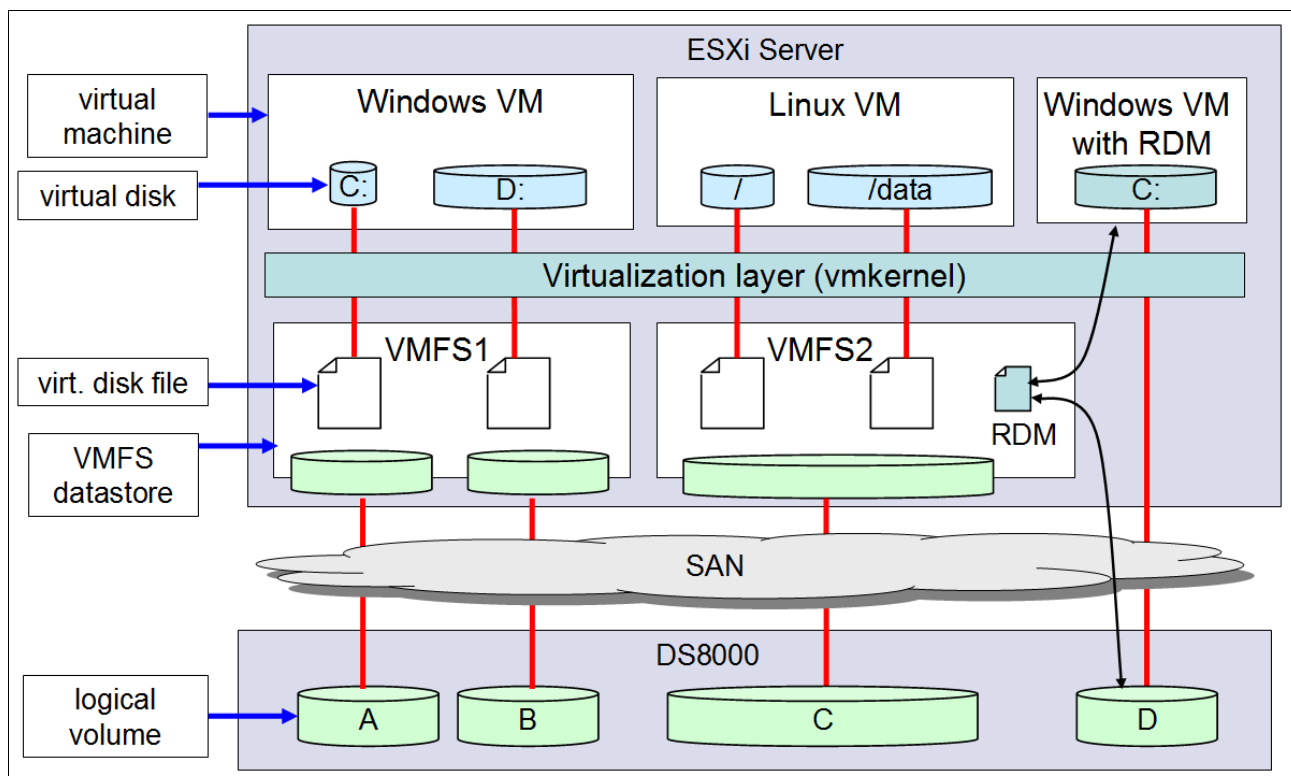 ESXi Server
virtual
machine
Windows VM
Linux VM
Windows VM
with RDM
virtual disk
C:
D:
/
/data
C:
Virtualization layer (vmkernel)
VMFS1
VMFS2
virt. disk file
RDM
VMFS
datastore
SAN
DS8000
logical
volume
A
B
C
D